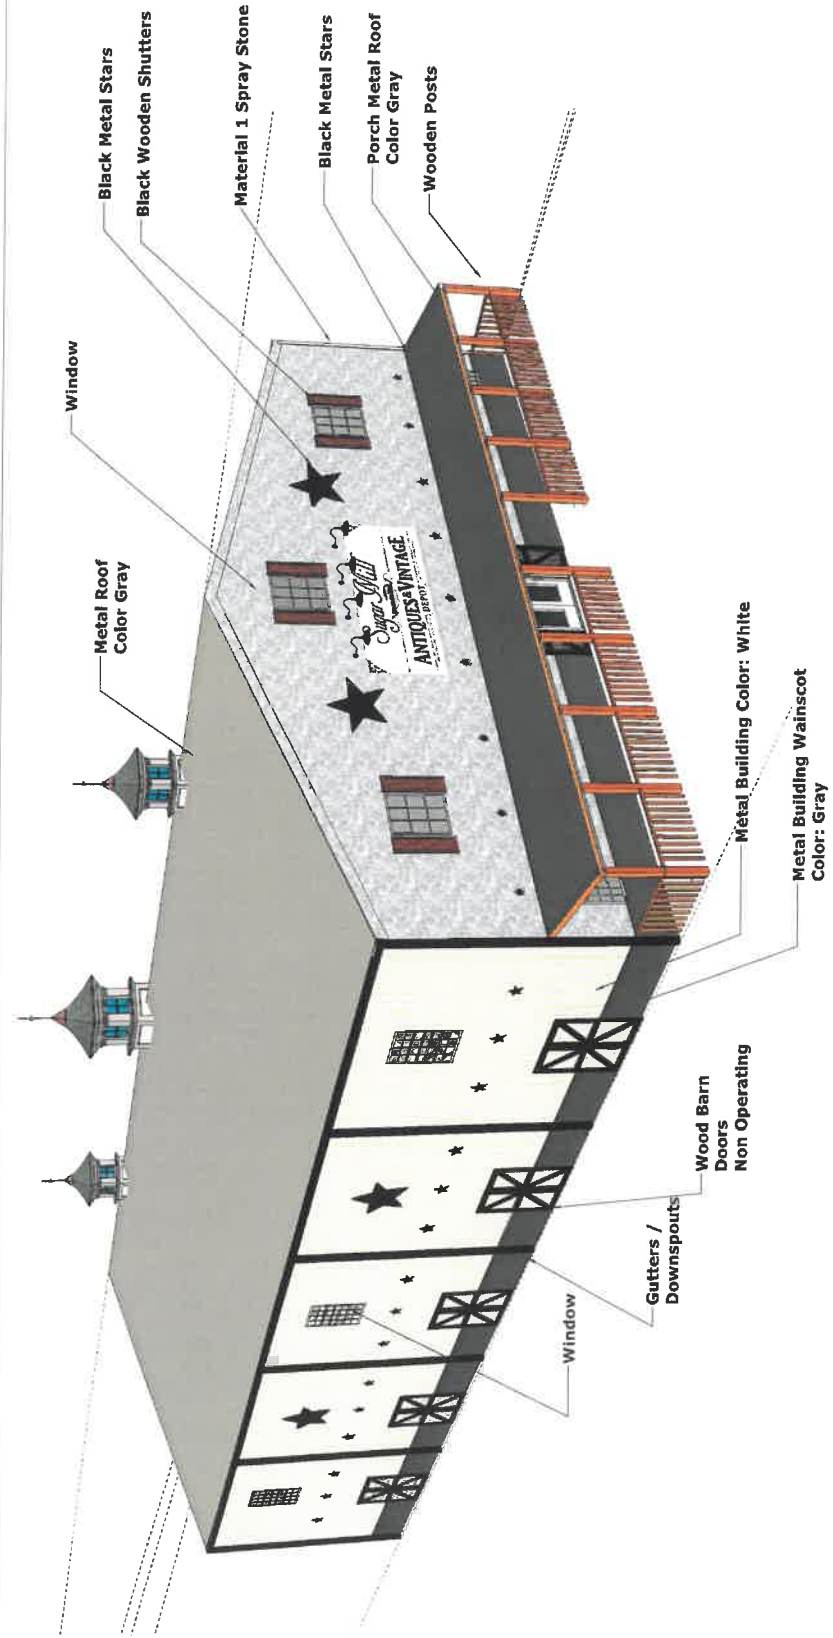 Black Metal Stars
Black Wooden Shutters
Material 1 Spray Stone
Black Metal Stars
Porch Metal Roof
Color Gray
Wooden Posts
Window
Metal Roof
Color Gray
Sugar Mill
ANTIQUES & VINTAGE
DEPOT
Metal Building Color: White
Metal Building Wainscot
Color: Gray
Wood Barn
Doors
Non Operating
Gutters /
Downspouts
Window